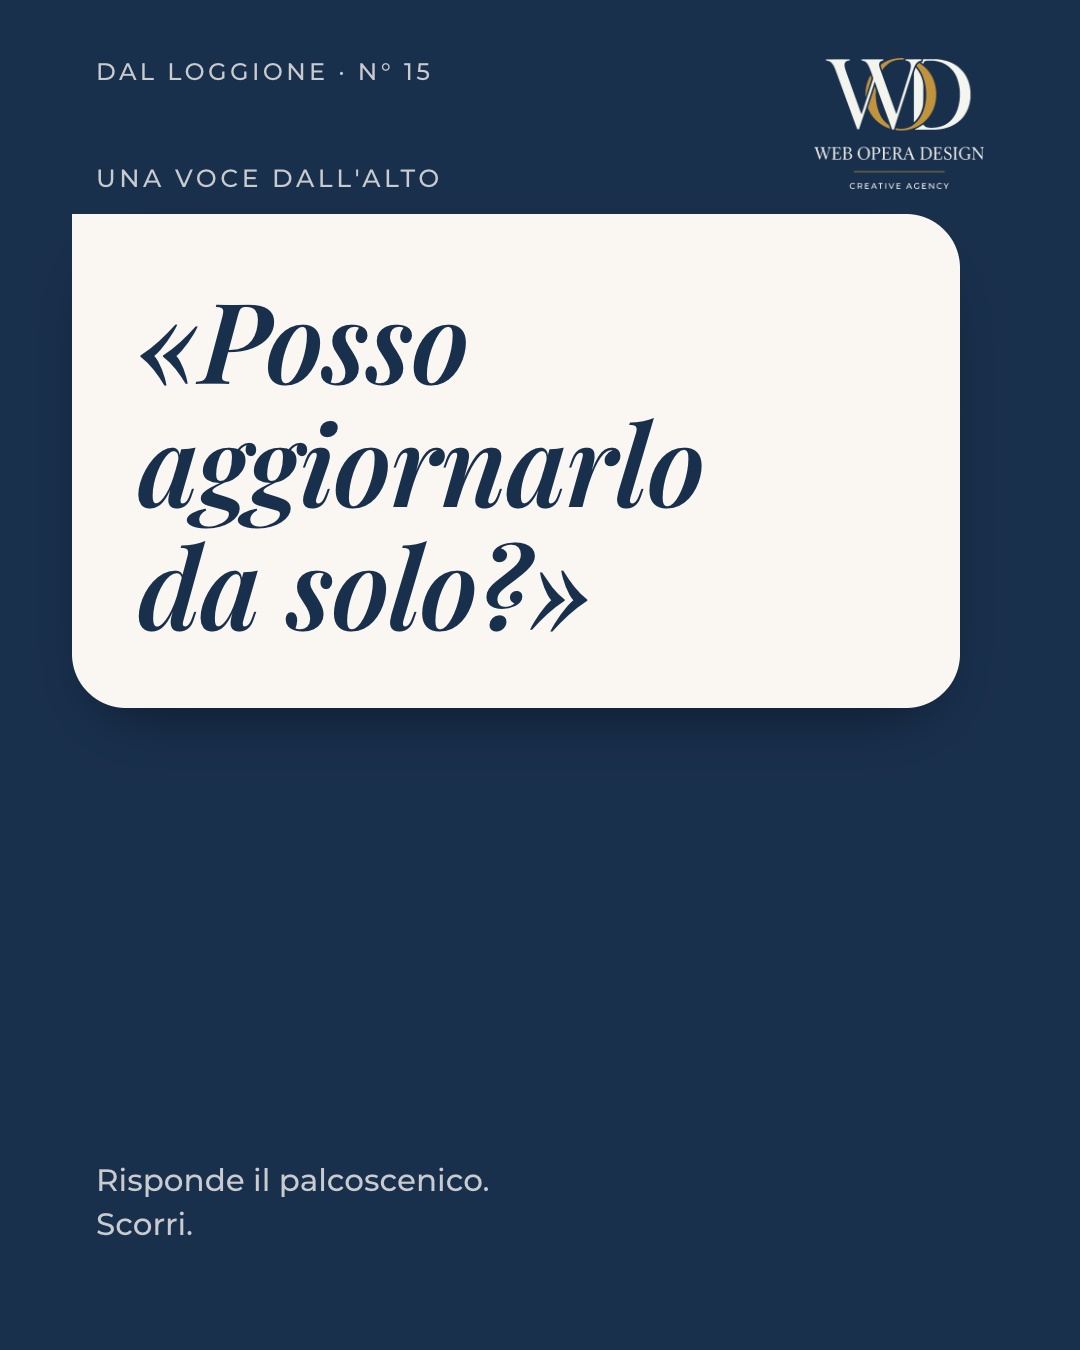 DAL LOGGIONE · N° 15
WOD
WEB OPERA DESIGN
CREATIVE AGENCY
UNA VOCE DALL'ALTO
«Posso
aggiornarlo
da solo?»
Risponde il palcoscenico.
Scorri.